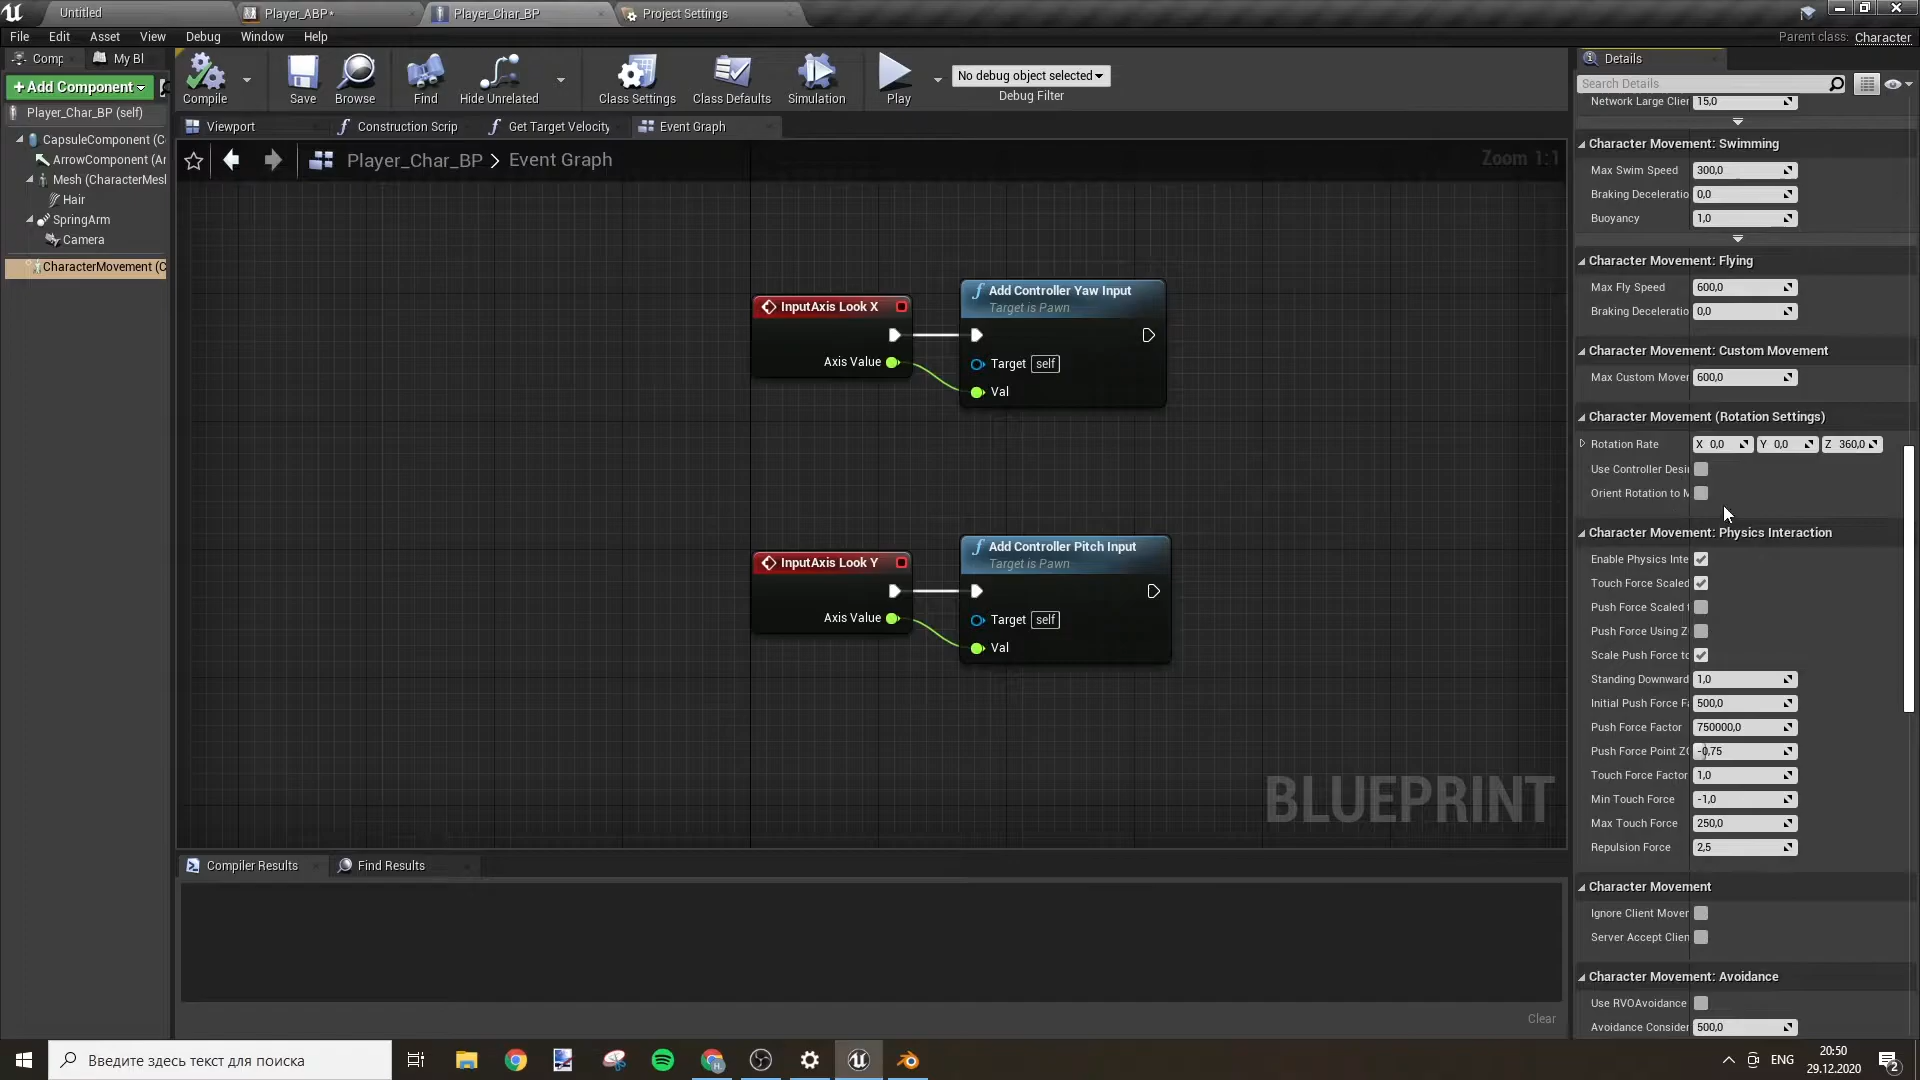 Untitled
Player_ABP*
Player_Char_BP
Project Settings
File
Edit
Asset
View
Debug
Window
Help
Parent class: Character
Comp
My Bl
+Add Component
Player_Char_BP (self)
CapsuleComponent (C
ArrowComponent (Ar
Mesh (CharacterMesl
Hair
SpringArm
Camera
CharacterMovement (C
Compile
Save
Browse
Find
Hide Unrelated
Class Settings
Class Defaults
Simulation
Play
No debug object selected
Debug Filter
Viewport
Construction Scrip
Get Target Velocity
Event Graph
Player_Char_BP > Event Graph
Zoom 1:1
InputAxis Look X
Axis Value
Add Controller Yaw Input
Target is Pawn
Target self
Val
InputAxis Look Y
Axis Value
Add Controller Pitch Input
Target is Pawn
Target self
Val
BLUEPRINT
Compiler Results
Find Results
Clear
Details
Search Details
Network Large Clier 15,0
Character Movement: Swimming
Max Swim Speed 300,0
Braking Deceleratio 0,0
Buoyancy 1,0
Character Movement: Flying
Max Fly Speed 600,0
Braking Deceleratio 0,0
Character Movement: Custom Movement
Max Custom Mover 600,0
Character Movement (Rotation Settings)
Rotation Rate X 0,0 Y 0,0 Z 360,0
Use Controller Desi
Orient Rotation to M
Character Movement: Physics Interaction
Enable Physics Inte
Touch Force Scaled
Push Force Scaled t
Push Force Using Z
Scale Push Force to
Standing Downward 1,0
Initial Push Force Fa 500,0
Push Force Factor 750000,0
Push Force Point Z -0,75
Touch Force Factor 1,0
Min Touch Force -1,0
Max Touch Force 250,0
Repulsion Force 2,5
Character Movement
Ignore Client Mover
Server Accept Clien
Character Movement: Avoidance
Use RVOAvoidance
Avoidance Consider 500,0
Введите здесь текст для поиска
ENG
20:50
29.12.2020
2